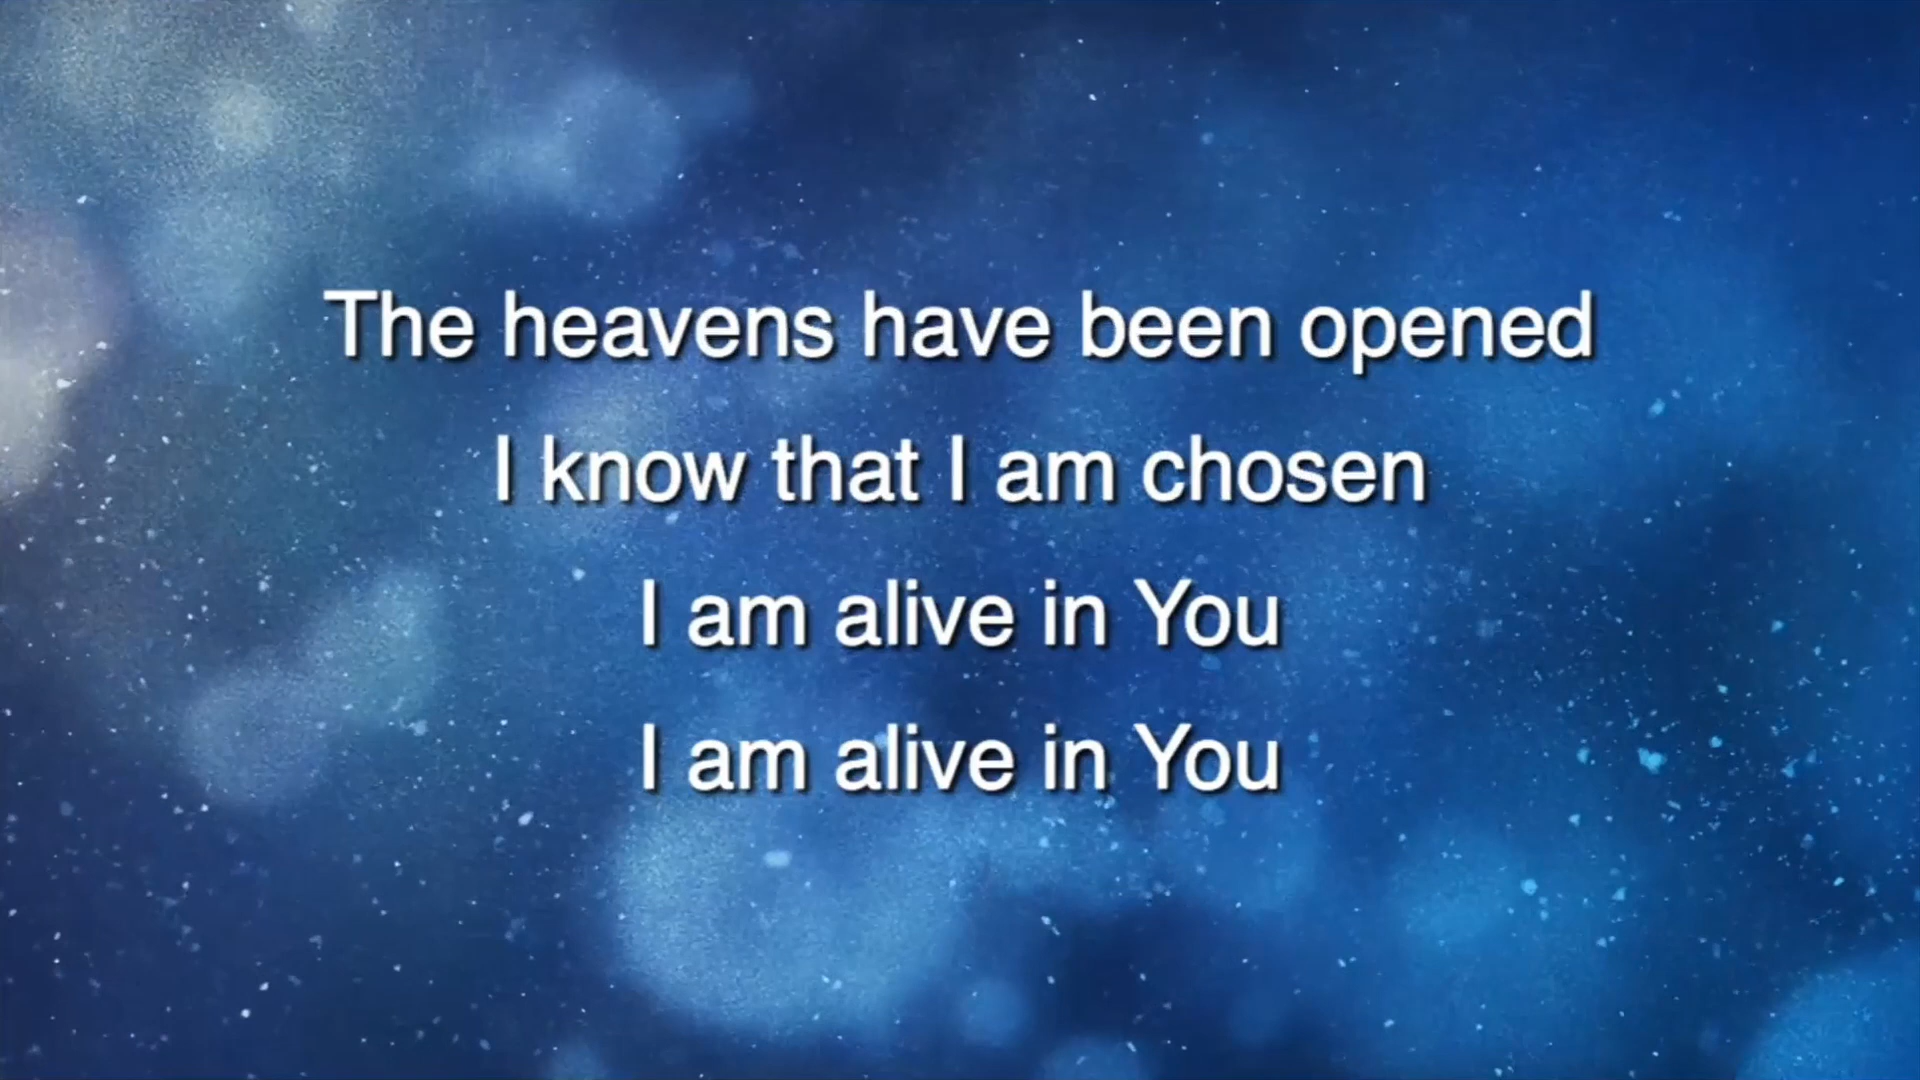 The heavens have been opened
I know that I am chosen
I am alive in You
I am alive in You